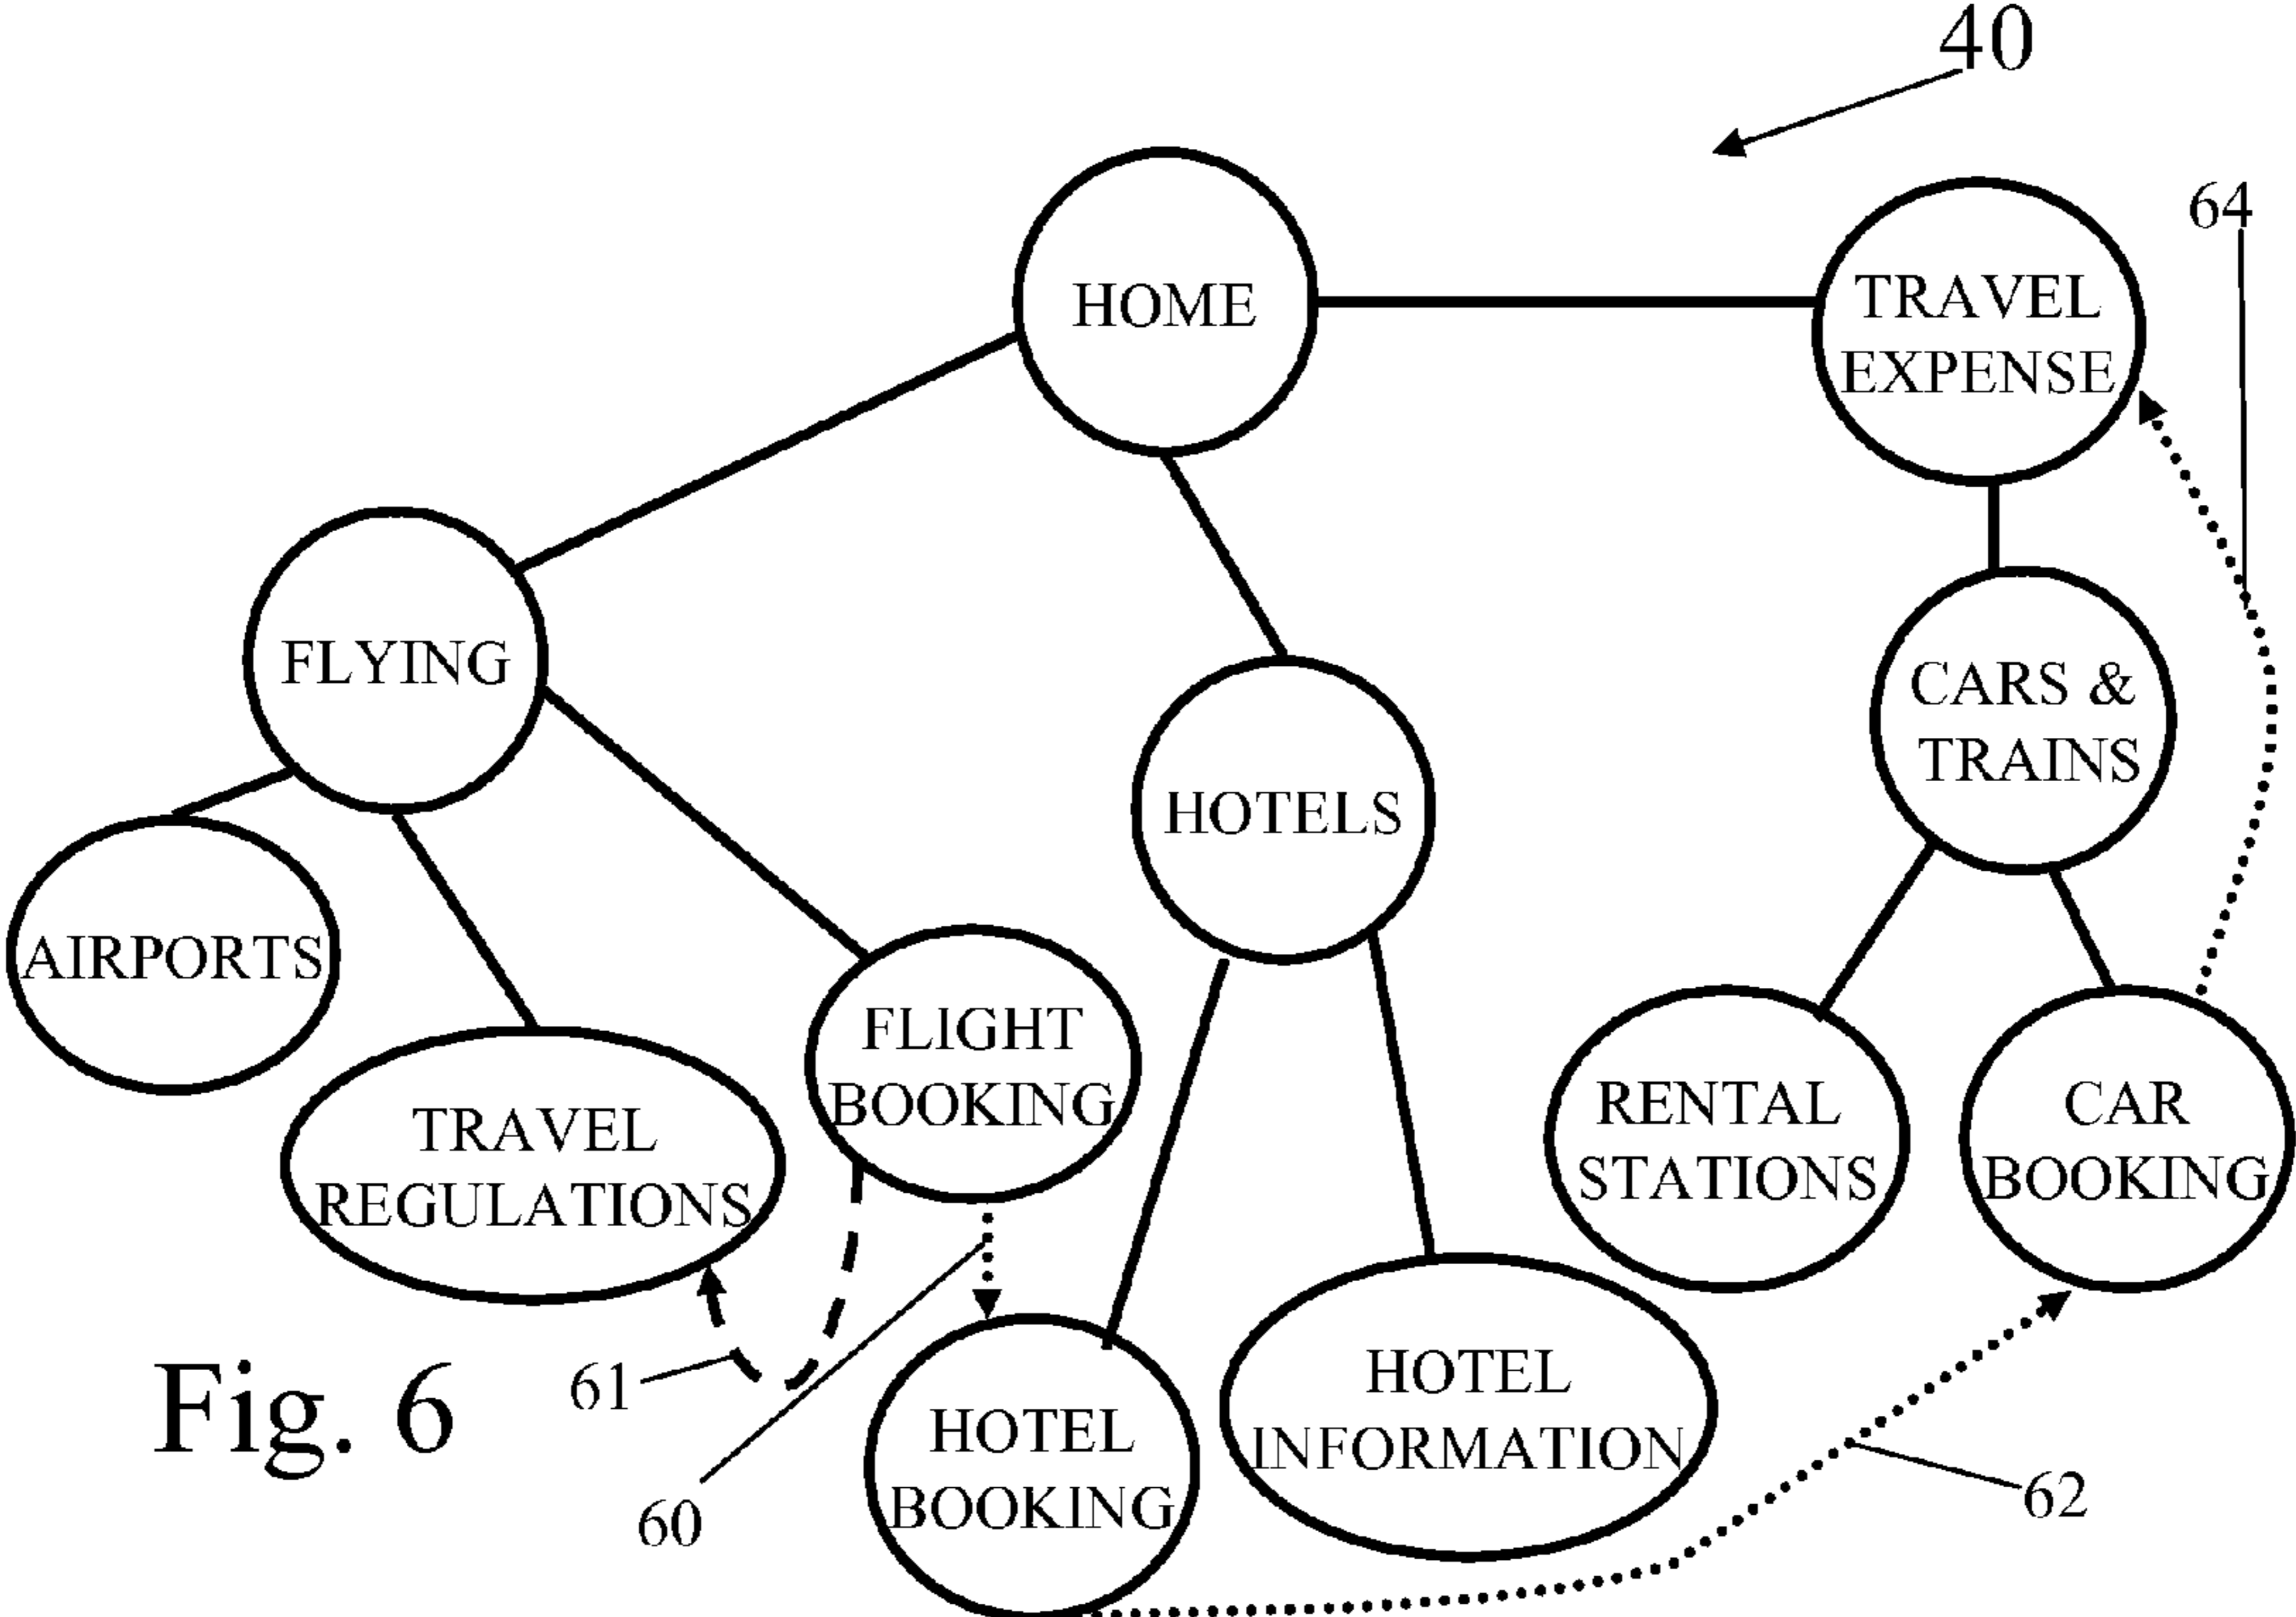 40
64
HOME
TRAVEL
EXPENSE
FLYING
CARS &
TRAINS
HOTELS
AIRPORTS
FLIGHT
BOOKING
TRAVEL
REGULATIONS
RENTAL
STATIONS
CAR
BOOKING
HOTEL
INFORMATION
HOTEL
BOOKING
61
60
62
Fig. 6